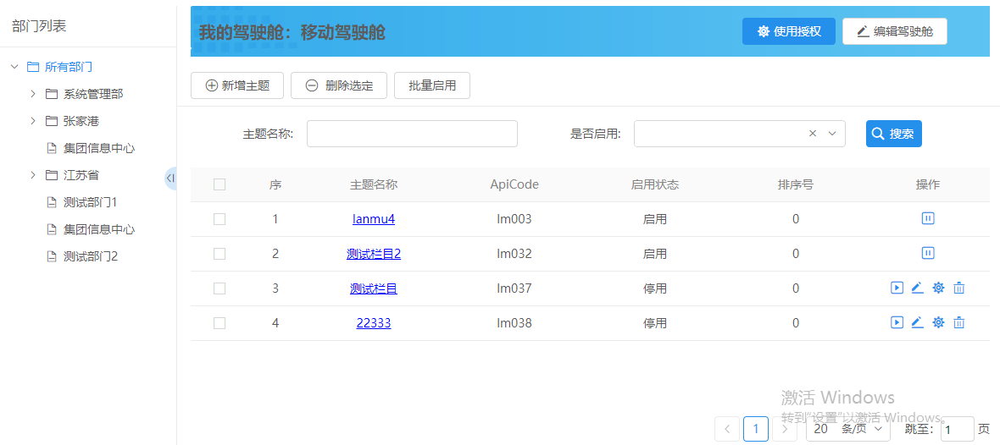 部门列表
所有部门
系统管理部
张家港
集团信息中心
江苏省
测试部门1
集团信息中心
测试部门2
我的驾驶舱：移动驾驶舱
使用授权
编辑驾驶舱
新增主题
删除选定
批量启用
主题名称:
是否启用:
搜索
序 主题名称 ApiCode 启用状态 排序号 操作
1 lanmu4 lm003 启用 0
2 测试栏目2 lm032 启用 0
3 测试栏目 lm037 停用 0
4 22333 lm038 停用 0
激活 Windows
转到"设置"以激活 Windows。
1 20 条/页 跳至: 1 页